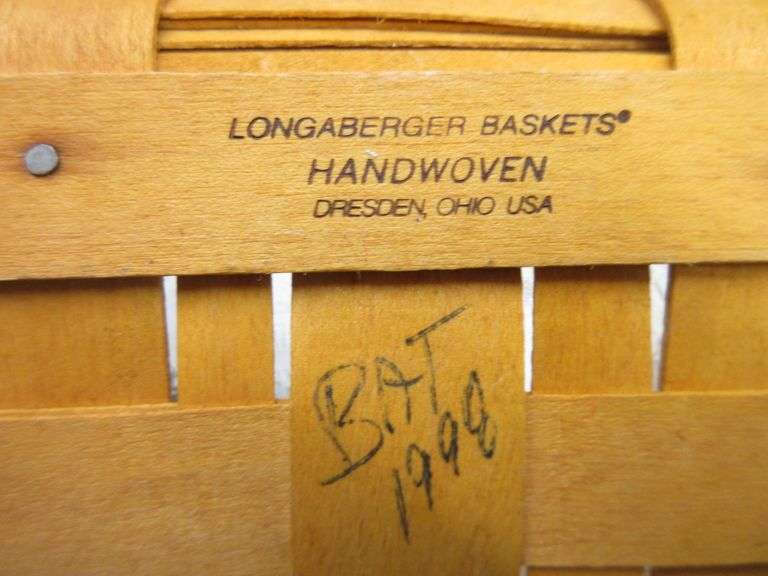 LONGABERGER BASKETS®
HANDWOVEN
DRESDEN, OHIO USA
BAT
1998